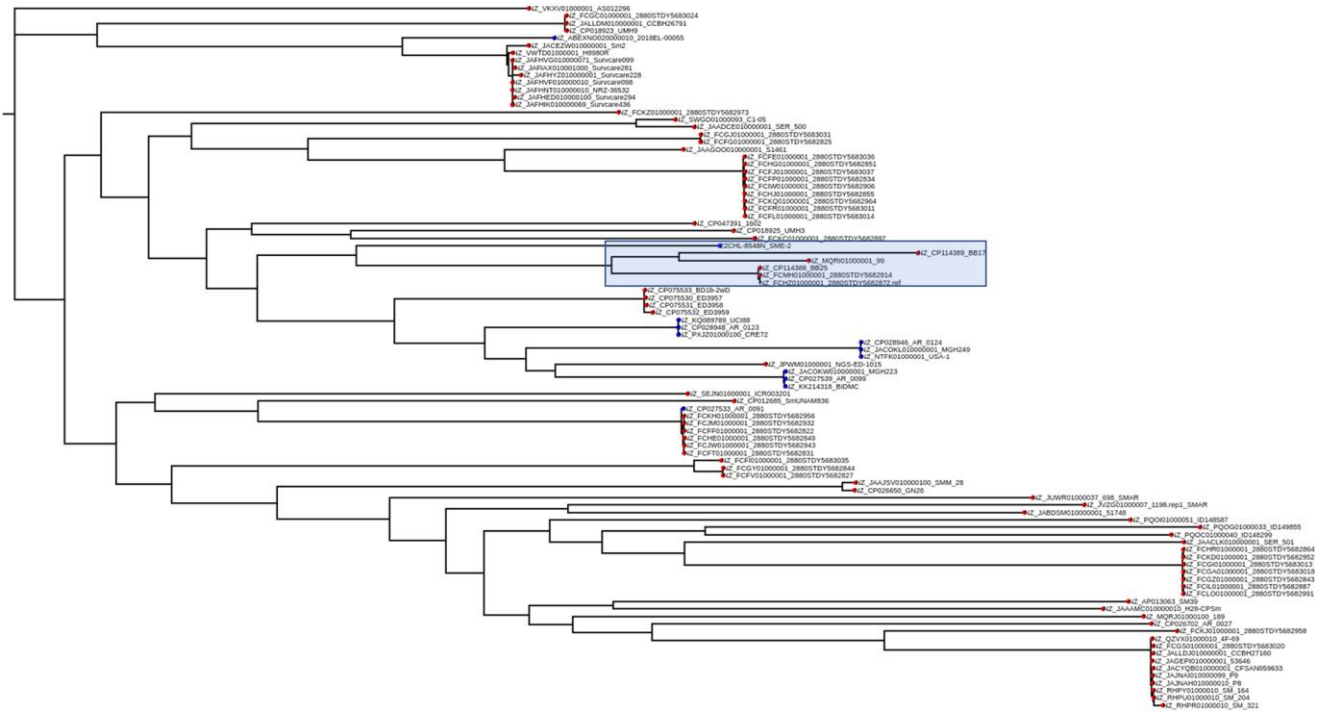 NZ_VKXV01000001_AS012296
NZ_FCGC01000001_2880STDY5683024
NZ_JALLDM010000001_CCBH26791
NZ_CP018923_UMH9
NZ_ABEXNO020000010_2018EL-00055
NZ_JACEZW010000001_Sm2
NZ_VWTD01000001_H8980R
NZ_JAFHVG010000071_Survcare099
NZ_JAFIAX010001000_Survcare281
NZ_JAFHYZ010000001_Survcare228
NZ_JAFHVF010000010_Survcare098
NZ_JAFHNT010000010_NRZ-36532
NZ_JAFHED010000100_Survcare294
NZ_JAFHIK010000069_Survcare436
NZ_FCKZ01000001_2880STDY5682973
NZ_SWGD01000093_C1-05
NZ_JAADCE010000001_SER_500
NZ_FCGJ01000001_2880STDY5683031
NZ_FCFG01000001_2880STDY5682825
NZ_JAAGOO010000001_S1461
NZ_FCFE01000001_2880STDY5683036
NZ_FCHG01000001_2880STDY5682851
NZ_FCFJ01000001_2880STDY5683037
NZ_FCFP01000001_2880STDY5682834
NZ_FCIW01000001_2880STDY5682906
NZ_FCHJ01000001_2880STDY5682855
NZ_FCKQ01000001_2880STDY5682964
NZ_FCFR01000001_2880STDY5683011
NZ_FCFL01000001_2880STDY5683014
NZ_CP047391_1602
NZ_CP018925_UMH3
NZ_FCKC01000001_2880STDY5682897
E2CHL-8548N_SME-2
NZ_CP114389_BB17
NZ_MQRI01000001_99
NZ_CP114388_BB25
NZ_FCMH01000001_2880STDY5682914
NZ_FCHZ01000001_2880STDY5682872.ref
NZ_CP075533_BD1b-2wD
NZ_CP075530_ED3957
NZ_CP075531_ED3958
NZ_CP075532_ED3959
NZ_KQ089789_UCI88
NZ_CP028948_AR_0123
NZ_PXJZ01000100_CRE72
NZ_CP028946_AR_0124
NZ_JACOKL010000001_MGH249
NZ_NTFK01000001_USA-1
NZ_JPWM01000001_NGS-ED-1015
NZ_JACOKW010000001_MGH223
NZ_CP027539_AR_0099
NZ_KK214318_BIDMC
NZ_SEJN01000001_ICR003201
NZ_CP012685_SmUNAM836
NZ_CP027533_AR_0091
NZ_FCKH01000001_2880STDY5682956
NZ_FCJM01000001_2880STDY5682932
NZ_FCFF01000001_2880STDY5682822
NZ_FCHE01000001_2880STDY5682849
NZ_FCJW01000001_2880STDY5682943
NZ_FCFT01000001_2880STDY5682831
NZ_FCFI01000001_2880STDY5683035
NZ_FCGY01000001_2880STDY5682844
NZ_FCFV01000001_2880STDY5682827
NZ_JAAJSV010000100_SMM_28
NZ_CP026650_GN26
NZ_JUWR01000037_698_SMAR
NZ_JVZG01000007_1198.rep1_SMAR
NZ_JABDSM010000001_51748
NZ_PQOI01000051_ID148587
NZ_PQOG01000033_ID149855
NZ_PQOC01000040_ID148299
NZ_JAACLK010000001_SER_501
NZ_FCHR01000001_2880STDY5682864
NZ_FCKD01000001_2880STDY5682952
NZ_FCGI01000001_2880STDY5683013
NZ_FCGA01000001_2880STDY5683018
NZ_FCGZ01000001_2880STDY5682843
NZ_FCIL01000001_2880STDY5682887
NZ_FCLO01000001_2880STDY5682991
NZ_AP013063_SM39
NZ_JAAAMC010000010_H28-CPSm
NZ_MQRJ01000100_189
NZ_CP026702_AR_0027
NZ_FCKJ01000001_2880STDY5682958
NZ_QZVX01000010_4F-69
NZ_FCGS01000001_2880STDY5683020
NZ_JALLDJ010000001_CCBH27160
NZ_JAGEPI010000001_S3646
NZ_JACYQB010000001_CFSAN059633
NZ_JAJNAI010000099_P9
NZ_JAJNAH010000010_P8
NZ_RHPY01000010_SM_164
NZ_RHPU01000010_SM_204
NZ_RHPR01000010_SM_321